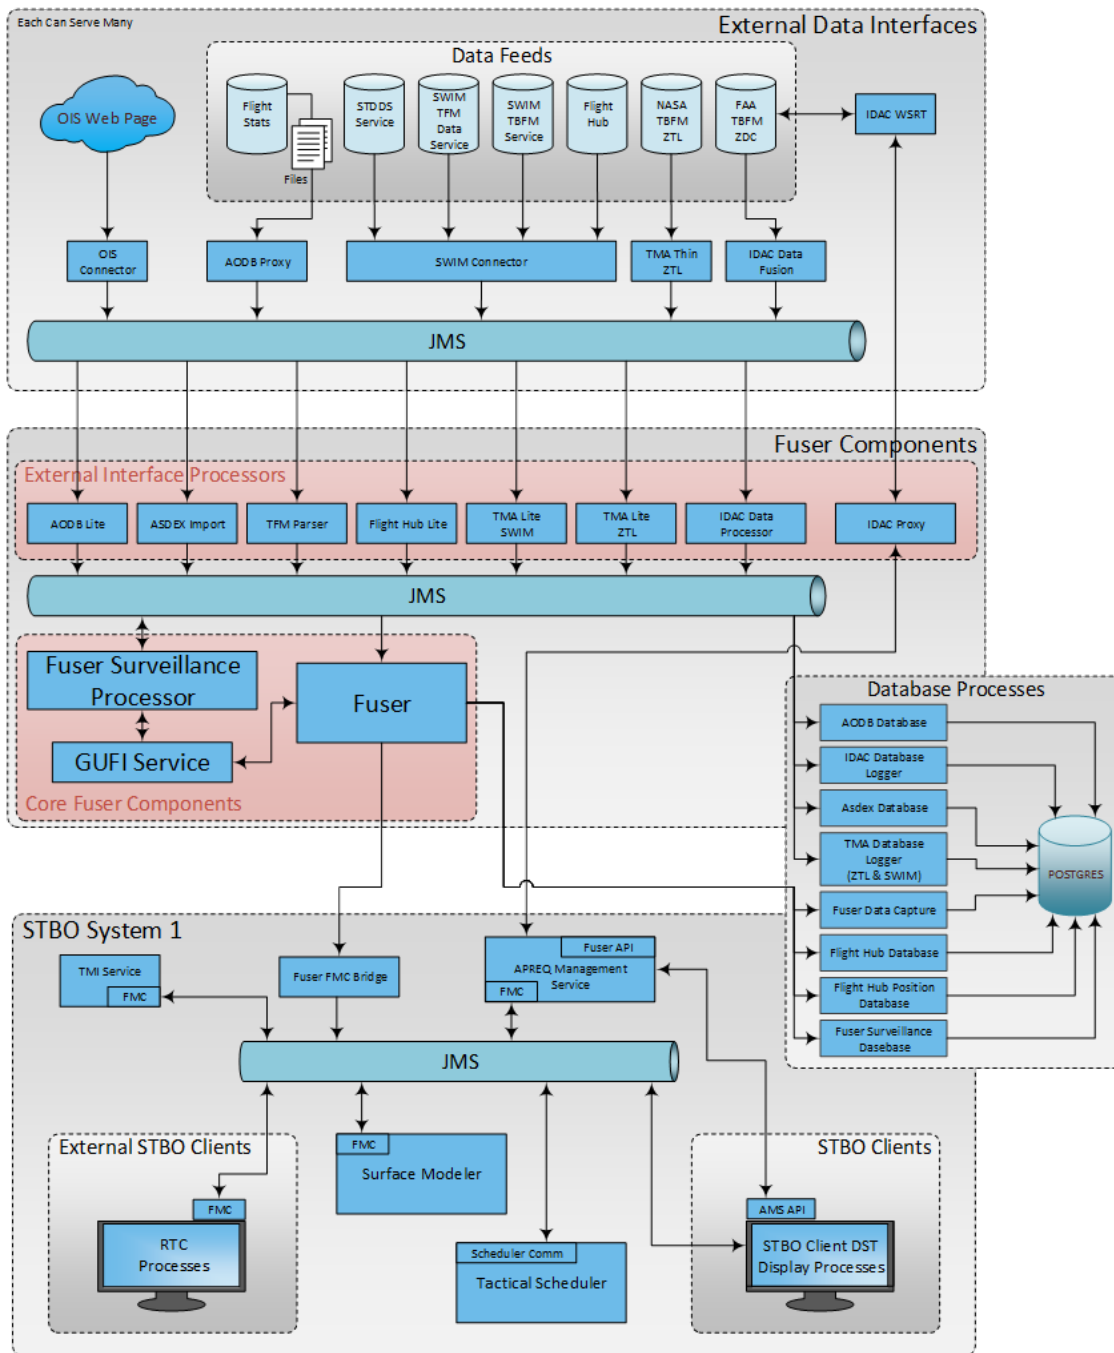 Each Can Serve Many
External Data Interfaces
Data Feeds
OIS Web Page
Flight
Stats
Files
STDDS
Service
SWIM
TFM
Data
Service
SWIM
TBFM
Service
Flight
Hub
NASA
TBFM
ZTL
FAA
TBFM
ZDC
IDAC WSRT
OIS
Connector
AODB Proxy
SWIM Connector
TMA Thin
ZTL
IDAC Data
Fusion
JMS
Fuser Components
External Interface Processors
AODB Lite
ASDEX Import
TFM Parser
Flight Hub Lite
TMA Lite
SWIM
TMA Lite
ZTL
IDAC Data
Processor
IDAC Proxy
JMS
Fuser Surveillance
Processor
Fuser
GUFI Service
Core Fuser Components
Database Processes
AODB Database
IDAC Database
Logger
Asdex Database
TMA Database
Logger
(ZTL & SWIM)
Fuser Data Capture
Flight Hub Database
Flight Hub Position
Database
Fuser Surveillance
Dasebase
POSTGRES
STBO System 1
TMI Service
FMC
Fuser FMC Bridge
Fuser API
APREQ Management
Service
FMC
JMS
External STBO Clients
FMC
RTC
Processes
FMC
Surface Modeler
Scheduler Comm
Tactical Scheduler
STBO Clients
AMS API
STBO Client DST
Display Processes